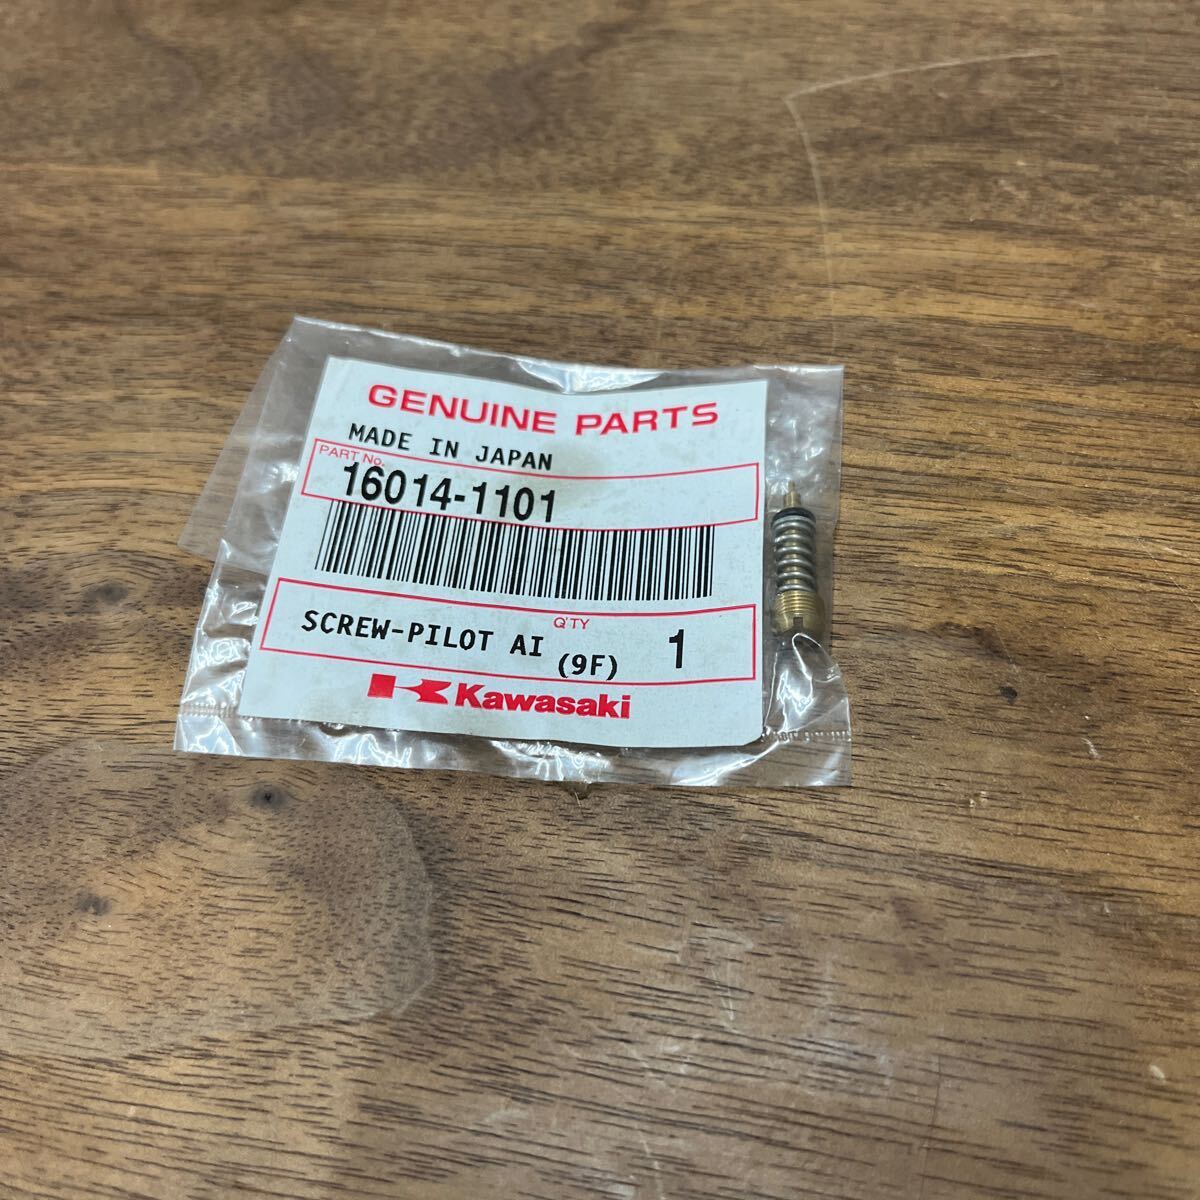 GENUINE PARTS
MADE IN JAPAN
PART No.
16014-1101
Q'TY
SCREW-PILOT AI
(9F)
1
Kawasaki